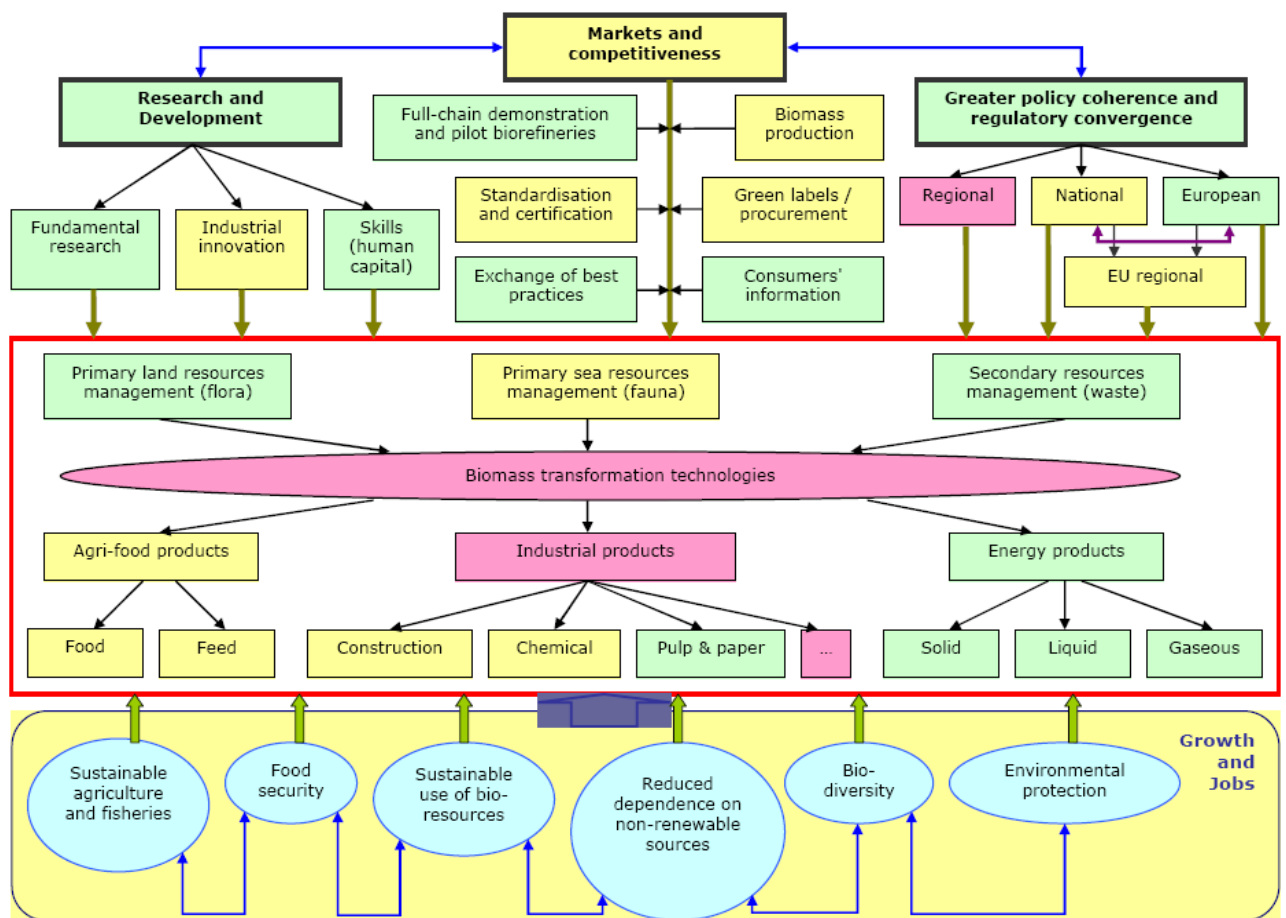 Markets and
competitiveness
Research and
Development
Greater policy coherence and
regulatory convergence
Full-chain demonstration
and pilot biorefineries
Biomass
production
Standardisation
and certification
Green labels /
procurement
Exchange of best
practices
Consumers'
information
Fundamental
research
Industrial
innovation
Skills
(human
capital)
Regional
National
European
EU regional
Primary land resources
management (flora)
Primary sea resources
management (fauna)
Secondary resources
management (waste)
Biomass transformation technologies
Agri-food products
Industrial products
Energy products
Food
Feed
Construction
Chemical
Pulp & paper
...
Solid
Liquid
Gaseous
Sustainable
agriculture
and fisheries
Food
security
Sustainable
use of bio-
resources
Reduced
dependence on
non-renewable
sources
Bio-
diversity
Environmental
protection
Growth
and
Jobs